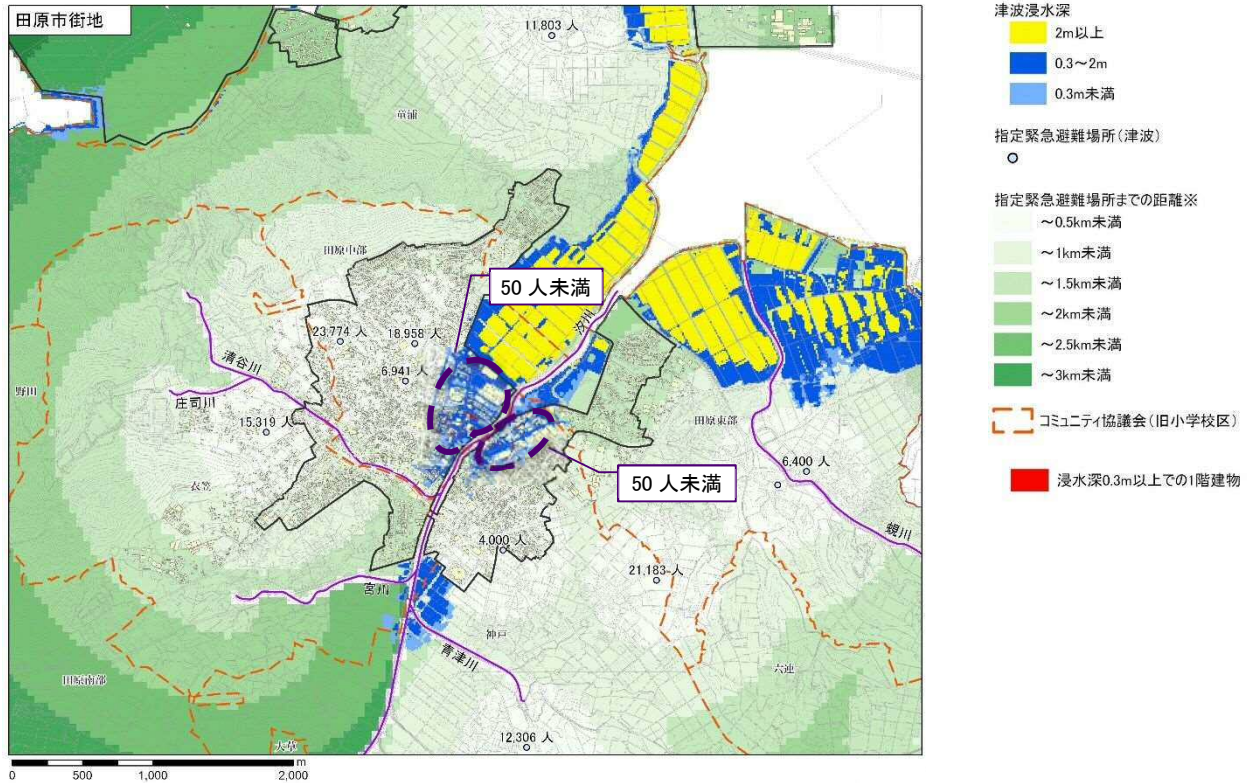 田原市街地
11,803 人
童浦
田原中部
50 人未満
汐川
23,774 人
18,958 人
6,941 人
清谷川
野田
庄司川
15,319 人
衣笠
田原東部
6,400 人
50 人未満
蜆川
4,000 人
21,183 人
宮川
神戸
青津川
六連
田原南部
大草
12,306 人
m
0
500
1,000
2,000
津波浸水深
2m以上
0.3~2m
0.3m未満
指定緊急避難場所(津波)
指定緊急避難場所までの距離※
~0.5km未満
~1km未満
~1.5km未満
~2km未満
~2.5km未満
~3km未満
コミュニティ協議会(旧小学校区)
浸水深0.3m以上での1階建物